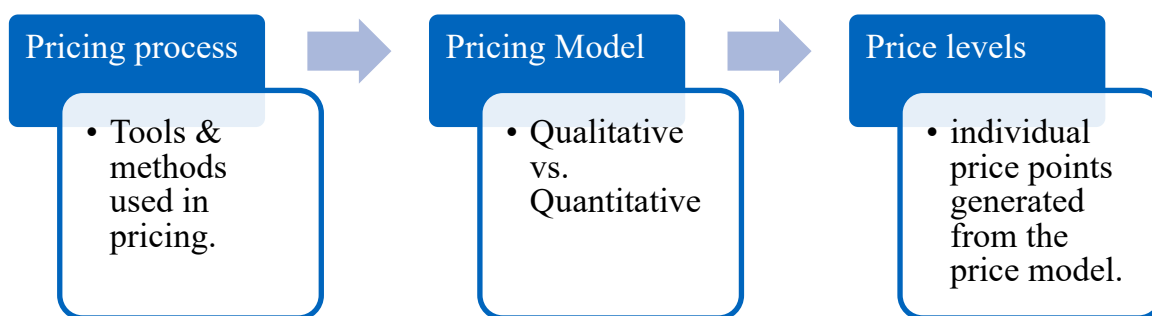 Pricing process
• Tools &
methods
used in
pricing.
Pricing Model
• Qualitative
vs.
Quantitative
Price levels
• individual
price points
generated
from the
price model.